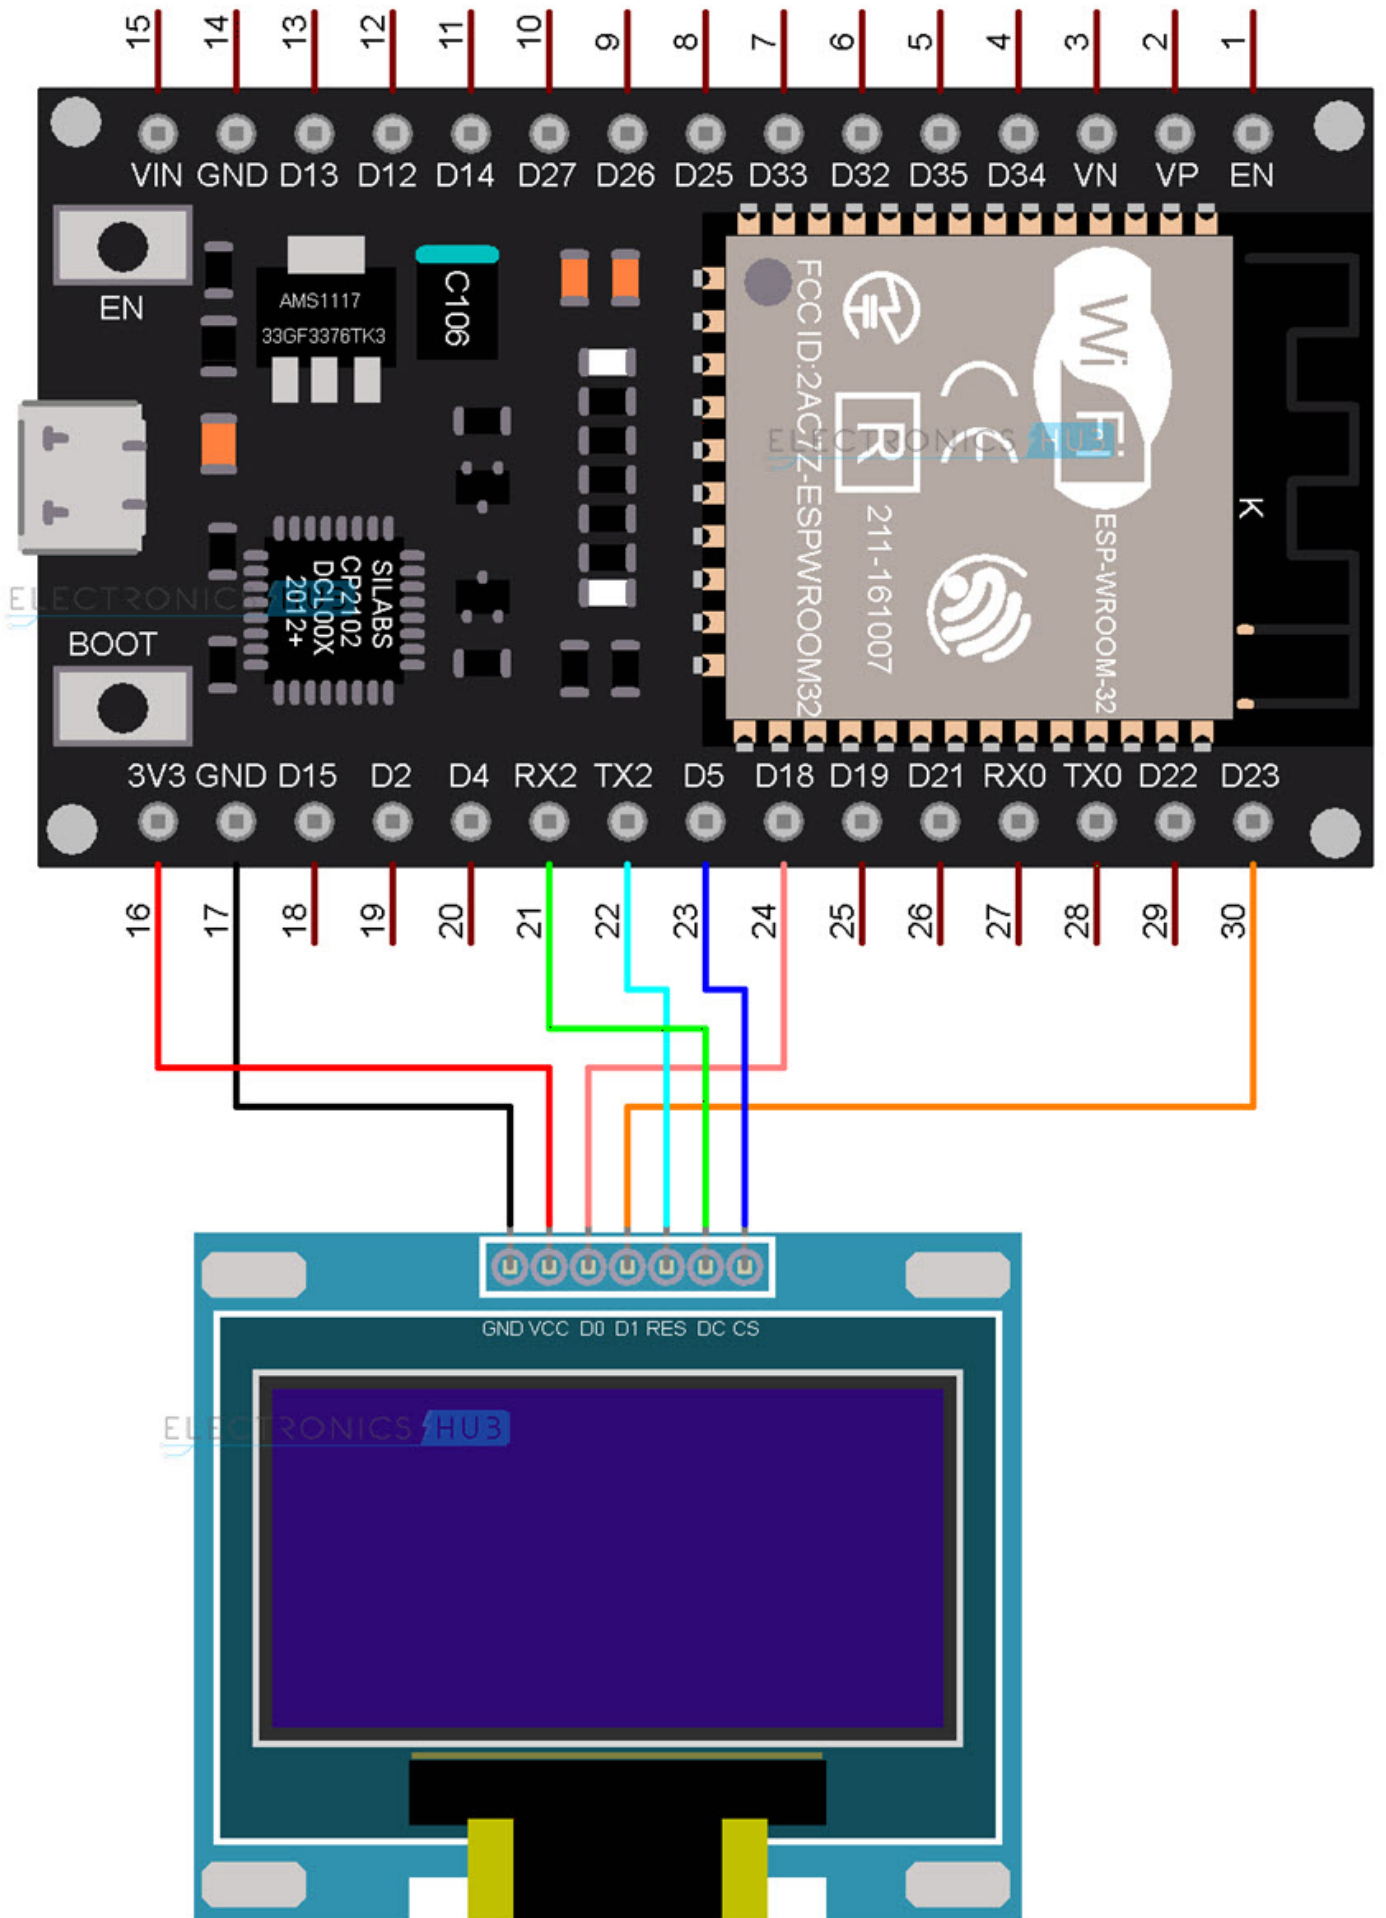 15 14 13 12 11 10 9 8 7 6 5 4 3 2 1
VIN GND D13 D12 D14 D27 D26 D25 D33 D32 D35 D34 VN VP EN
EN
AMS1117
33GF3376TK3
C106
FCC ID:2AC7Z-ESPWROOM32
R
211-161007
CE
WiFi
ESP-WROOM-32
K
ELECTRONICS HUB
SILABS
CP2102
DCL00X
2012+
ELECTRONICS
BOOT
3V3 GND D15 D2 D4 RX2 TX2 D5 D18 D19 D21 RX0 TX0 D22 D23
16 17 18 19 20 21 22 23 24 25 26 27 28 29 30
GND VCC D0 D1 RES DC CS
ELECTRONICS HUB